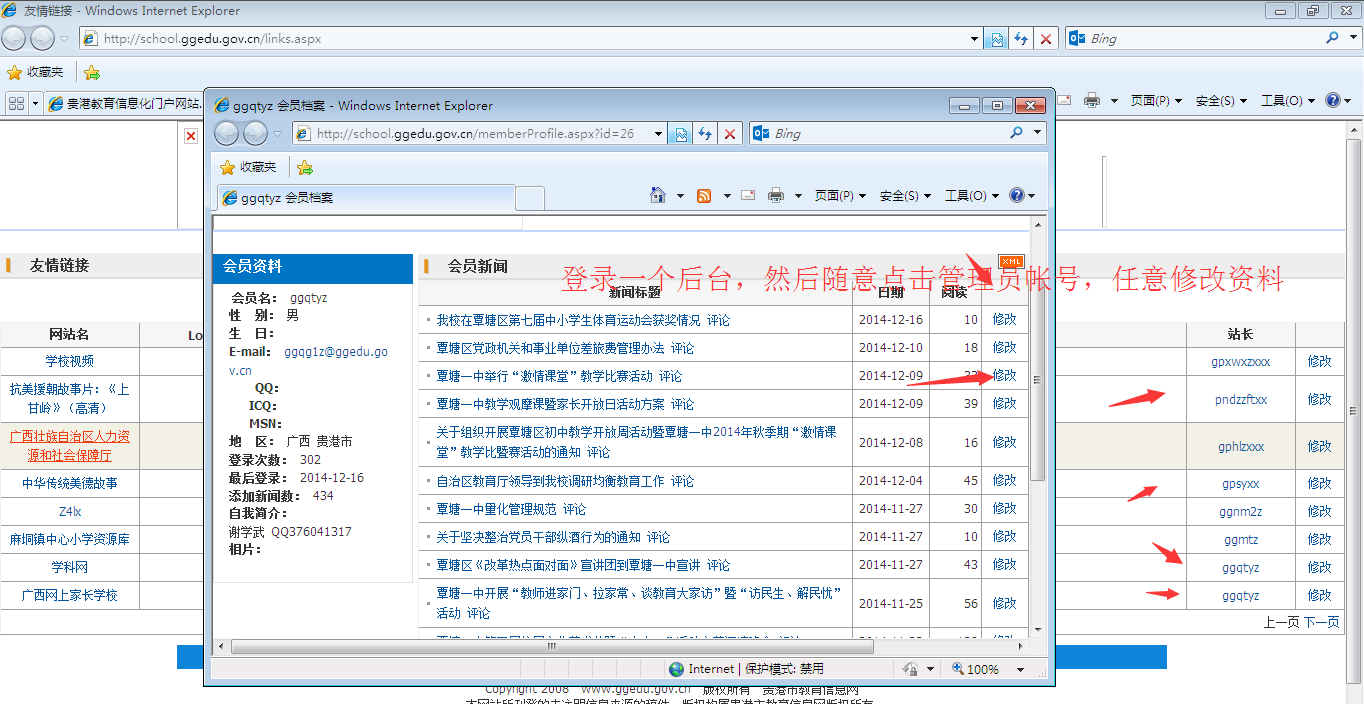 友情链接 - Windows Internet Explorer
http://school.ggedu.gov.cn/links.aspx
Bing
收藏夹
贵港教育信息化门户网站.
页面(P)
安全(S)
工具(O)
友情链接
网站名
Lo
站长
学校视频
gpxwxzxxx
修改
抗美援朝故事片：《上
甘岭》（高清）
pndzzftxx
修改
广西壮族自治区人力资
源和社会保障厅
gphlzxxx
修改
中华传统美德故事
gpsyxx
修改
Z4lx
ggnm2z
修改
麻垌镇中心小学资源库
ggmtz
修改
学科网
ggqtyz
修改
广西网上家长学校
ggqtyz
修改
上一页 下一页
ggqtyz 会员档案 - Windows Internet Explorer
http://school.ggedu.gov.cn/memberProfile.aspx?id=26
Bing
收藏夹
ggqtyz 会员档案
页面(P)
安全(S)
工具(O)
会员资料
会员名： ggqtyz
性 别： 男
生 日：
E-mail： ggqg1z@ggedu.go
v.cn
QQ：
ICQ：
MSN：
地 区： 广西 贵港市
登录次数： 302
最后登录： 2014-12-16
添加新闻数： 434
自我简介：
谢学武 QQ376041317
相片：
会员新闻
XML
登录一个后台，然后随意点击管理员帐号，任意修改资料
新闻标题 日期 阅读
我校在覃塘区第七届中小学生体育运动会获奖情况 评论 2014-12-16 10 修改
覃塘区党政机关和事业单位差旅费管理办法 评论 2014-12-10 18 修改
覃塘一中举行“激情课堂”教学比赛活动 评论 2014-12-09 修改
覃塘一中教学观摩课暨家长开放日活动方案 评论 2014-12-09 39 修改
关于组织开展覃塘区初中教学开放周活动暨覃塘一中2014年秋季期“激情课
堂”教学比暨赛活动的通知 评论 2014-12-08 16 修改
自治区教育厅领导到我校调研均衡教育工作 评论 2014-12-04 45 修改
覃塘一中量化管理规范 评论 2014-11-27 30 修改
关于坚决整治党员干部纵酒行为的通知 评论 2014-11-27 10 修改
覃塘区《改革热点面对面》宣讲团到覃塘一中宣讲 评论 2014-11-27 43 修改
覃塘一中开展“教师进家门、拉家常、谈教育大家访”暨“访民生、解民忧”
活动 评论 2014-11-25 56 修改
Internet | 保护模式: 禁用
100%
Copyright 2008 www.ggedu.gov.cn 版权所有 贵港市教育信息网